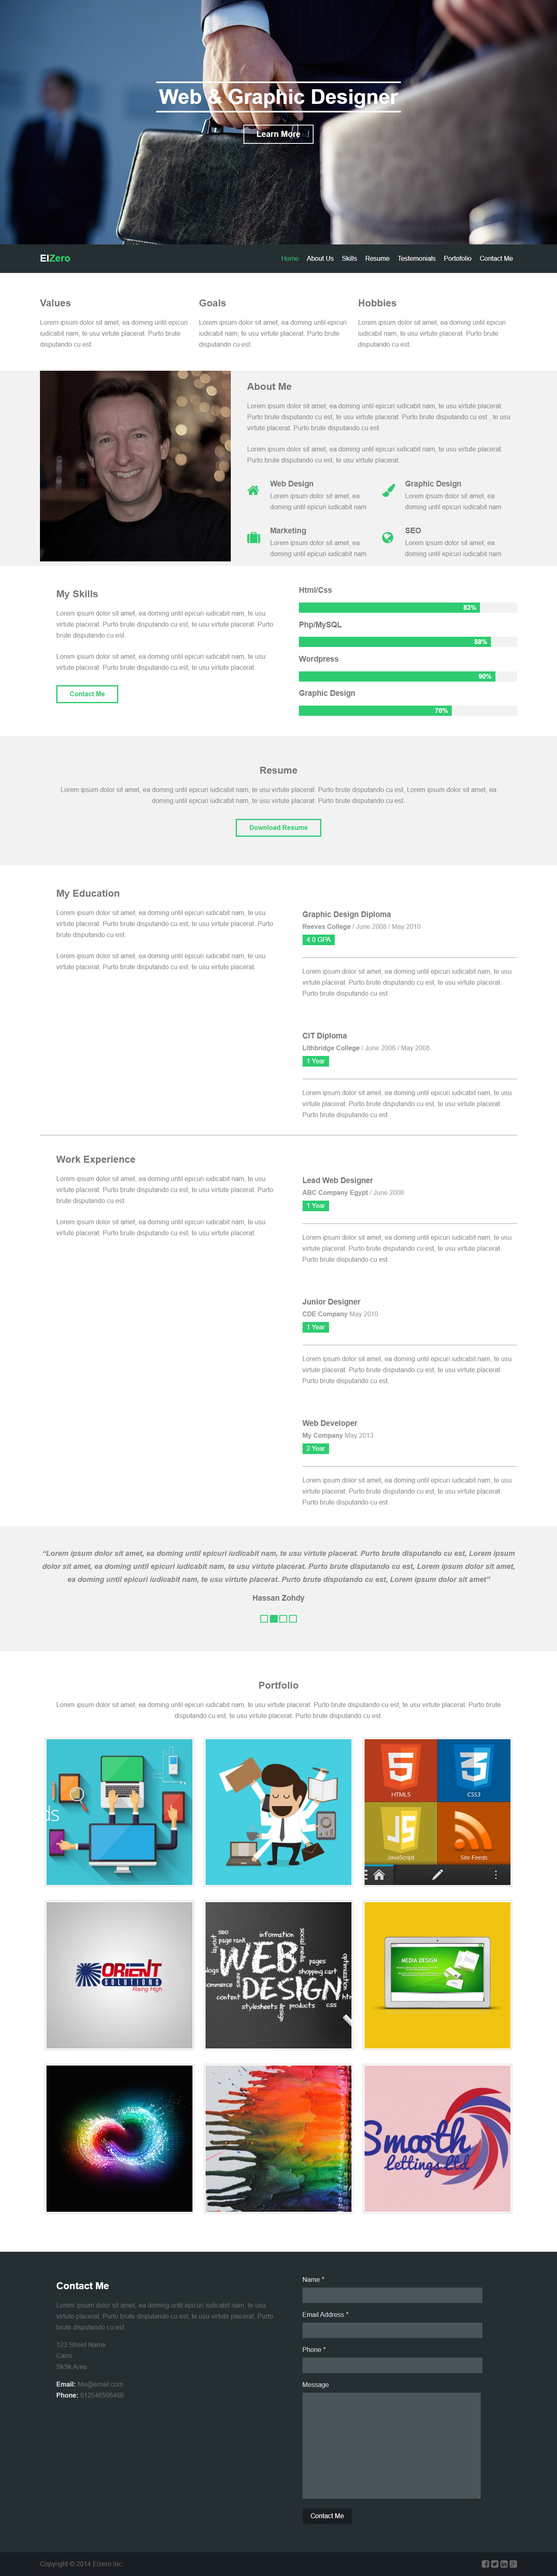 Web & Graphic Designer
Learn More
ElZero
Home About Us Skills Resume Testemonials Portofolio Contact Me
Values
Lorem ipsum dolor sit amet, ea doming until epicuri
iudicabit nam, te usu virtute placerat. Purto brute
disputando cu est.
Goals
Lorem ipsum dolor sit amet, ea doming until epicuri
iudicabit nam, te usu virtute placerat. Purto brute
disputando cu est.
Hobbies
Lorem ipsum dolor sit amet, ea doming until epicuri
iudicabit nam, te usu virtute placerat. Purto brute
disputando cu est.
About Me
Lorem ipsum dolor sit amet, ea doming until epicuri iudicabit nam, te usu virtute placerat.
Purto brute disputando cu est, te usu virtute placerat. Purto brute disputando cu est , te usu
virtute placerat. Purto brute disputando cu est.
Lorem ipsum dolor sit amet, ea doming until epicuri iudicabit nam, te usu virtute placerat.
Purto brute disputando cu est, te usu virtute placerat.
Web Design
Lorem ipsum dolor sit amet, ea
doming until epicuri iudicabit nam
Graphic Design
Lorem ipsum dolor sit amet, ea
doming until epicuri iudicabit nam
Marketing
Lorem ipsum dolor sit amet, ea
doming until epicuri iudicabit nam
SEO
Lorem ipsum dolor sit amet, ea
doming until epicuri iudicabit nam
My Skills
Lorem ipsum dolor sit amet, ea doming until epicuri iudicabit nam, te usu
virtute placerat. Purto brute disputando cu est, te usu virtute placerat. Purto
brute disputando cu est.
Lorem ipsum dolor sit amet, ea doming until epicuri iudicabit nam, te usu
virtute placerat. Purto brute disputando cu est, te usu virtute placerat.
Contact Me
Html/Css
83%
Php/MySQL
88%
Wordpress
90%
Graphic Design
70%
Resume
Lorem ipsum dolor sit amet, ea doming until epicuri iudicabit nam, te usu virtute placerat. Purto brute disputando cu est, Lorem ipsum dolor sit amet, ea
doming until epicuri iudicabit nam, te usu virtute placerat. Purto brute disputando cu est.
Download Resume
My Education
Lorem ipsum dolor sit amet, ea doming until epicuri iudicabit nam, te usu
virtute placerat. Purto brute disputando cu est, te usu virtute placerat. Purto
brute disputando cu est.
Lorem ipsum dolor sit amet, ea doming until epicuri iudicabit nam, te usu
virtute placerat. Purto brute disputando cu est, te usu virtute placerat.
Graphic Design Diploma
Reeves College / June 2008 / May 2010
4.0 GPA
Lorem ipsum dolor sit amet, ea doming until epicuri iudicabit nam, te usu
virtute placerat. Purto brute disputando cu est, te usu virtute placerat.
Purto brute disputando cu est.
CIT Diploma
Lithbridge College / June 2006 / May 2008
1 Year
Lorem ipsum dolor sit amet, ea doming until epicuri iudicabit nam, te usu
virtute placerat. Purto brute disputando cu est, te usu virtute placerat.
Purto brute disputando cu est.
Work Experience
Lorem ipsum dolor sit amet, ea doming until epicuri iudicabit nam, te usu
virtute placerat. Purto brute disputando cu est, te usu virtute placerat. Purto
brute disputando cu est.
Lorem ipsum dolor sit amet, ea doming until epicuri iudicabit nam, te usu
virtute placerat. Purto brute disputando cu est, te usu virtute placerat.
Lead Web Designer
ABC Company Egypt / June 2008
1 Year
Lorem ipsum dolor sit amet, ea doming until epicuri iudicabit nam, te usu
virtute placerat. Purto brute disputando cu est, te usu virtute placerat.
Purto brute disputando cu est.
Junior Designer
CDE Company May 2010
1 Year
Lorem ipsum dolor sit amet, ea doming until epicuri iudicabit nam, te usu
virtute placerat. Purto brute disputando cu est, te usu virtute placerat.
Purto brute disputando cu est.
Web Developer
My Company May 2013
2 Year
Lorem ipsum dolor sit amet, ea doming until epicuri iudicabit nam, te usu
virtute placerat. Purto brute disputando cu est, te usu virtute placerat.
Purto brute disputando cu est.
“Lorem ipsum dolor sit amet, ea doming until epicuri iudicabit nam, te usu virtute placerat. Purto brute disputando cu est, Lorem ipsum
dolor sit amet, ea doming until epicuri iudicabit nam, te usu virtute placerat. Purto brute disputando cu est, Lorem ipsum dolor sit amet,
ea doming until epicuri iudicabit nam, te usu virtute placerat. Purto brute disputando cu est, Lorem ipsum dolor sit amet”
Hassan Zohdy
Portfolio
Lorem ipsum dolor sit amet, ea doming until epicuri iudicabit nam, te usu virtute placerat. Purto brute disputando cu est, te usu virtute placerat. Purto brute
disputando cu est, te usu virtute placerat. Purto brute disputando cu est.
ds
HTML5
CSS3
JavaScript
Site Feeds
ORIENT
SOLUTIONS
Rising High
seo
page rank
layout
information
social media
pages
shopping cart
html
WEB
DESIGN
blogs
ecommerce
optimization
content
design
css
stylesheets
products
MEDIA DESIGN
Smooth
Lettings Ltd
Contact Me
Lorem ipsum dolor sit amet, ea doming until epicuri iudicabit nam, te usu
virtute placerat. Purto brute disputando cu est, te usu virtute placerat. Purto
brute disputando cu est.
123 Street Name
Cairo
SkSk Area
Email: Me@email.com
Phone: 012546566466
Name *
Email Address *
Phone *
Message
Contact Me
Copyright © 2014 Elzero Inc.